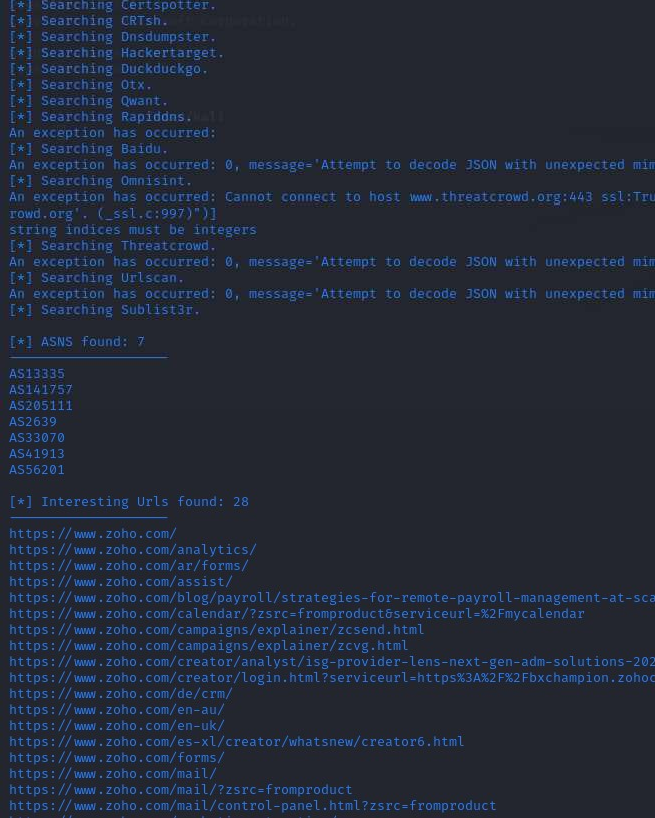 [*] Searching Certspotter.
[*] Searching CRTsh.
[*] Searching Dnsdumpster.
[*] Searching Hackertarget.
[*] Searching Duckduckgo.
[*] Searching Otx.
[*] Searching Qwant.
[*] Searching Rapiddns.
An exception has occurred:
[*] Searching Baidu.
An exception has occurred: 0, message='Attempt to decode JSON with unexpected mim
[*] Searching Omnisint.
An exception has occurred: Cannot connect to host www.threatcrowd.org:443 ssl:Tru
rowd.org'. (_ssl.c:997)")]
string indices must be integers
[*] Searching Threatcrowd.
An exception has occurred: 0, message='Attempt to decode JSON with unexpected mim
[*] Searching Urlscan.
An exception has occurred: 0, message='Attempt to decode JSON with unexpected mim
[*] Searching Sublist3r.
[*] ASNS found: 7
--------------------
AS13335
AS141757
AS205111
AS2639
AS33070
AS41913
AS56201
[*] Interesting Urls found: 28
--------------------
https://www.zoho.com/
https://www.zoho.com/analytics/
https://www.zoho.com/ar/forms/
https://www.zoho.com/assist/
https://www.zoho.com/blog/payroll/strategies-for-remote-payroll-management-at-sca
https://www.zoho.com/calendar/?zsrc=fromproduct&serviceurl=%2Fmycalendar
https://www.zoho.com/campaigns/explainer/zcsend.html
https://www.zoho.com/campaigns/explainer/zcvg.html
https://www.zoho.com/creator/analyst/isg-provider-lens-next-gen-adm-solutions-202
https://www.zoho.com/creator/login.html?serviceurl=https%3A%2F%2Fbxchampion.zohoc
https://www.zoho.com/de/crm/
https://www.zoho.com/en-au/
https://www.zoho.com/en-uk/
https://www.zoho.com/es-xl/creator/whatsnew/creator6.html
https://www.zoho.com/forms/
https://www.zoho.com/mail/
https://www.zoho.com/mail/?zsrc=fromproduct
https://www.zoho.com/mail/control-panel.html?zsrc=fromproduct